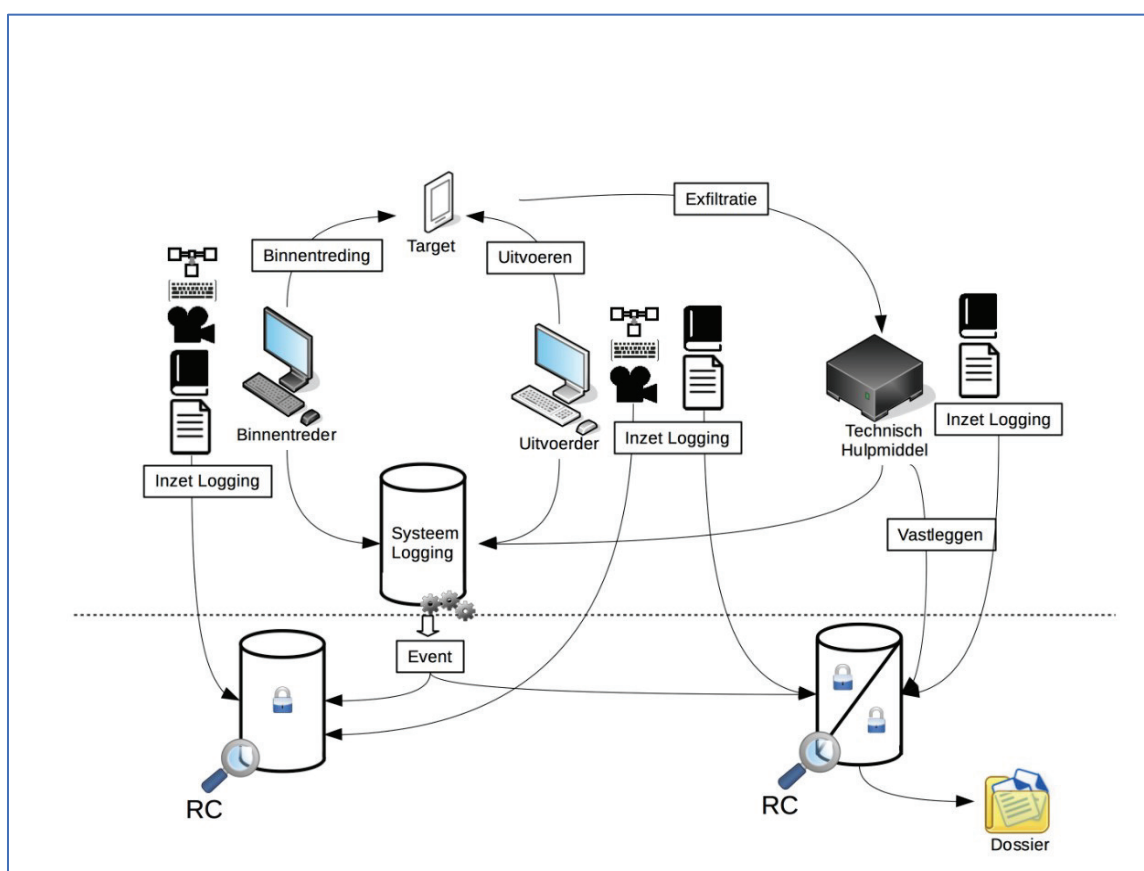 Exfiltratie
Target
Binnentreding
Uitvoeren
Binnentreder
Uitvoerder
Technisch
Hulpmiddel
Inzet Logging
Inzet Logging
Inzet Logging
Systeem
Logging
Vastleggen
Event
RC
RC
Dossier